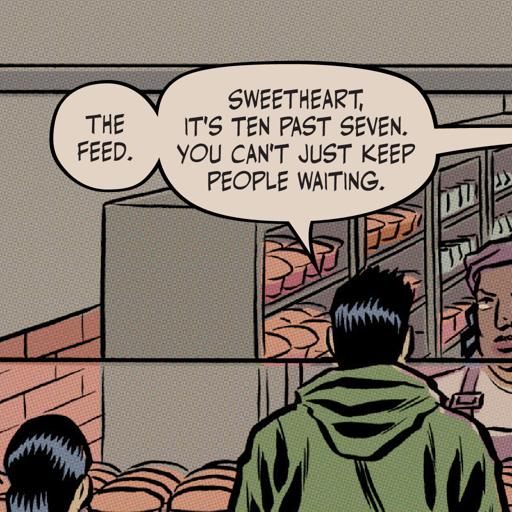 THE
FEED.
SWEETHEART,
IT'S TEN PAST SEVEN.
YOU CAN'T JUST KEEP
PEOPLE WAITING.